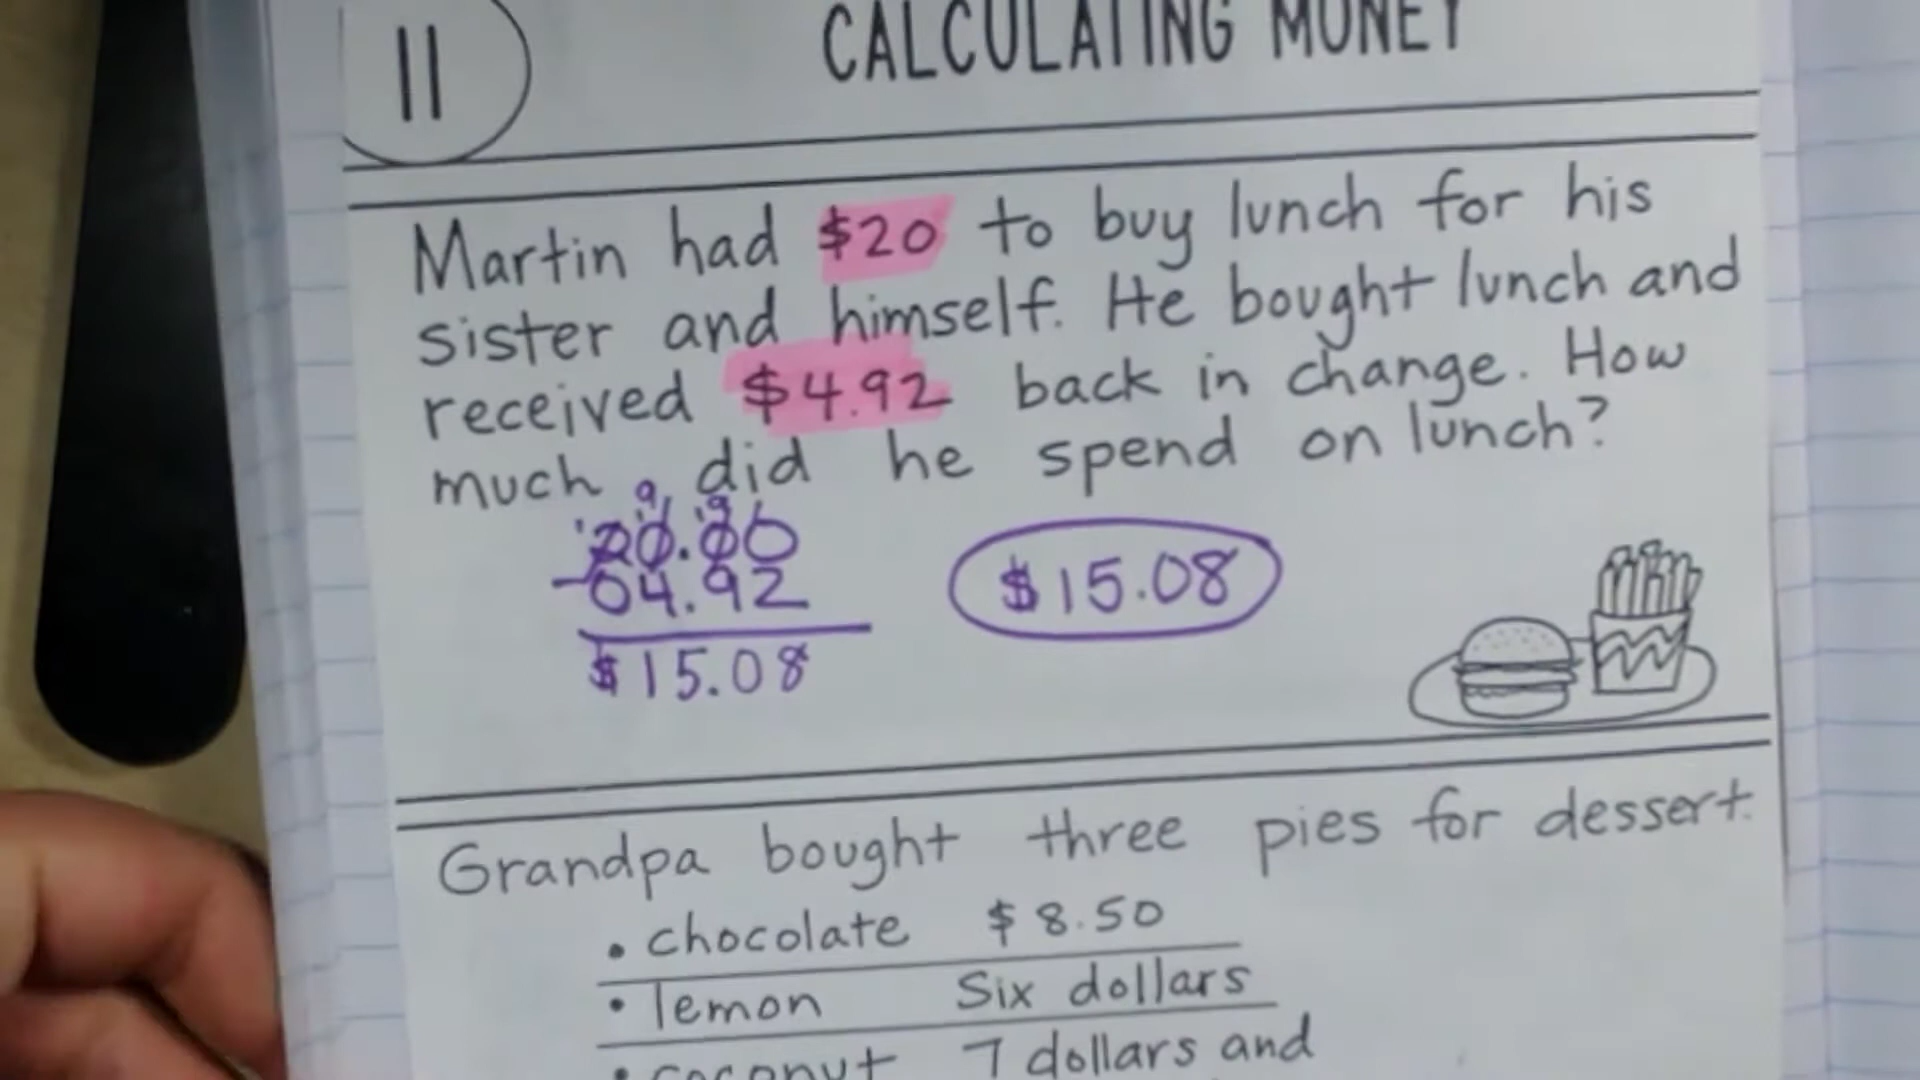 11
CALCULATING MONEY
Martin had $20 to buy lunch for his
sister and himself. He bought lunch and
received $4.92 back in change. How
much did he spend on lunch?
20.00
-04.92
$15.08
$15.08
Grandpa bought three pies for dessert.
• chocolate $8.50
• lemon Six dollars
• coconut 7 dollars and